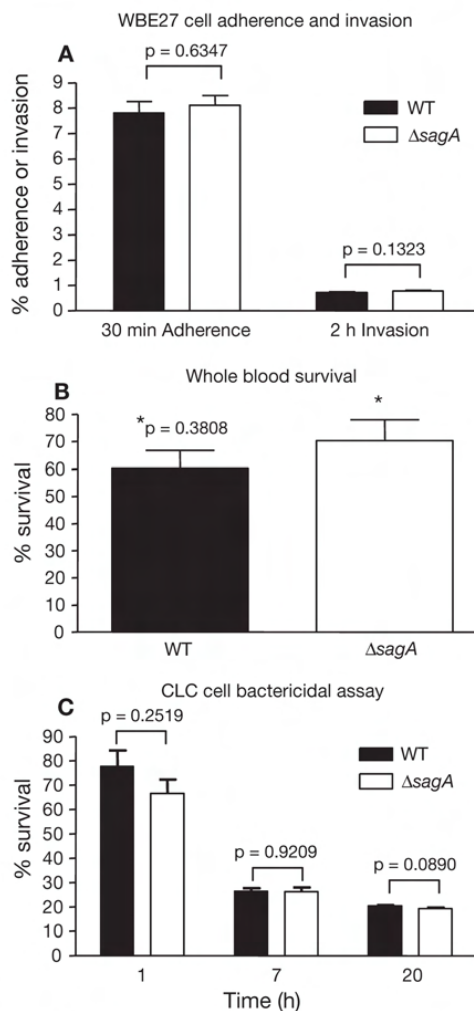 WBE27 cell adherence and invasion
A
p = 0.6347
% adherence or invasion
9
8
7
6
5
4
3
2
1
0
WT
ΔsagA
p = 0.1323
30 min Adherence
2 h Invasion
B
Whole blood survival
% survival
80
70
60
50
40
30
20
10
0
*p = 0.3808
*
WT
ΔsagA
CLC cell bactericidal assay
C
p = 0.2519
% survival
90
80
70
60
50
40
30
20
10
0
WT
ΔsagA
p = 0.9209
p = 0.0890
1
7
20
Time (h)